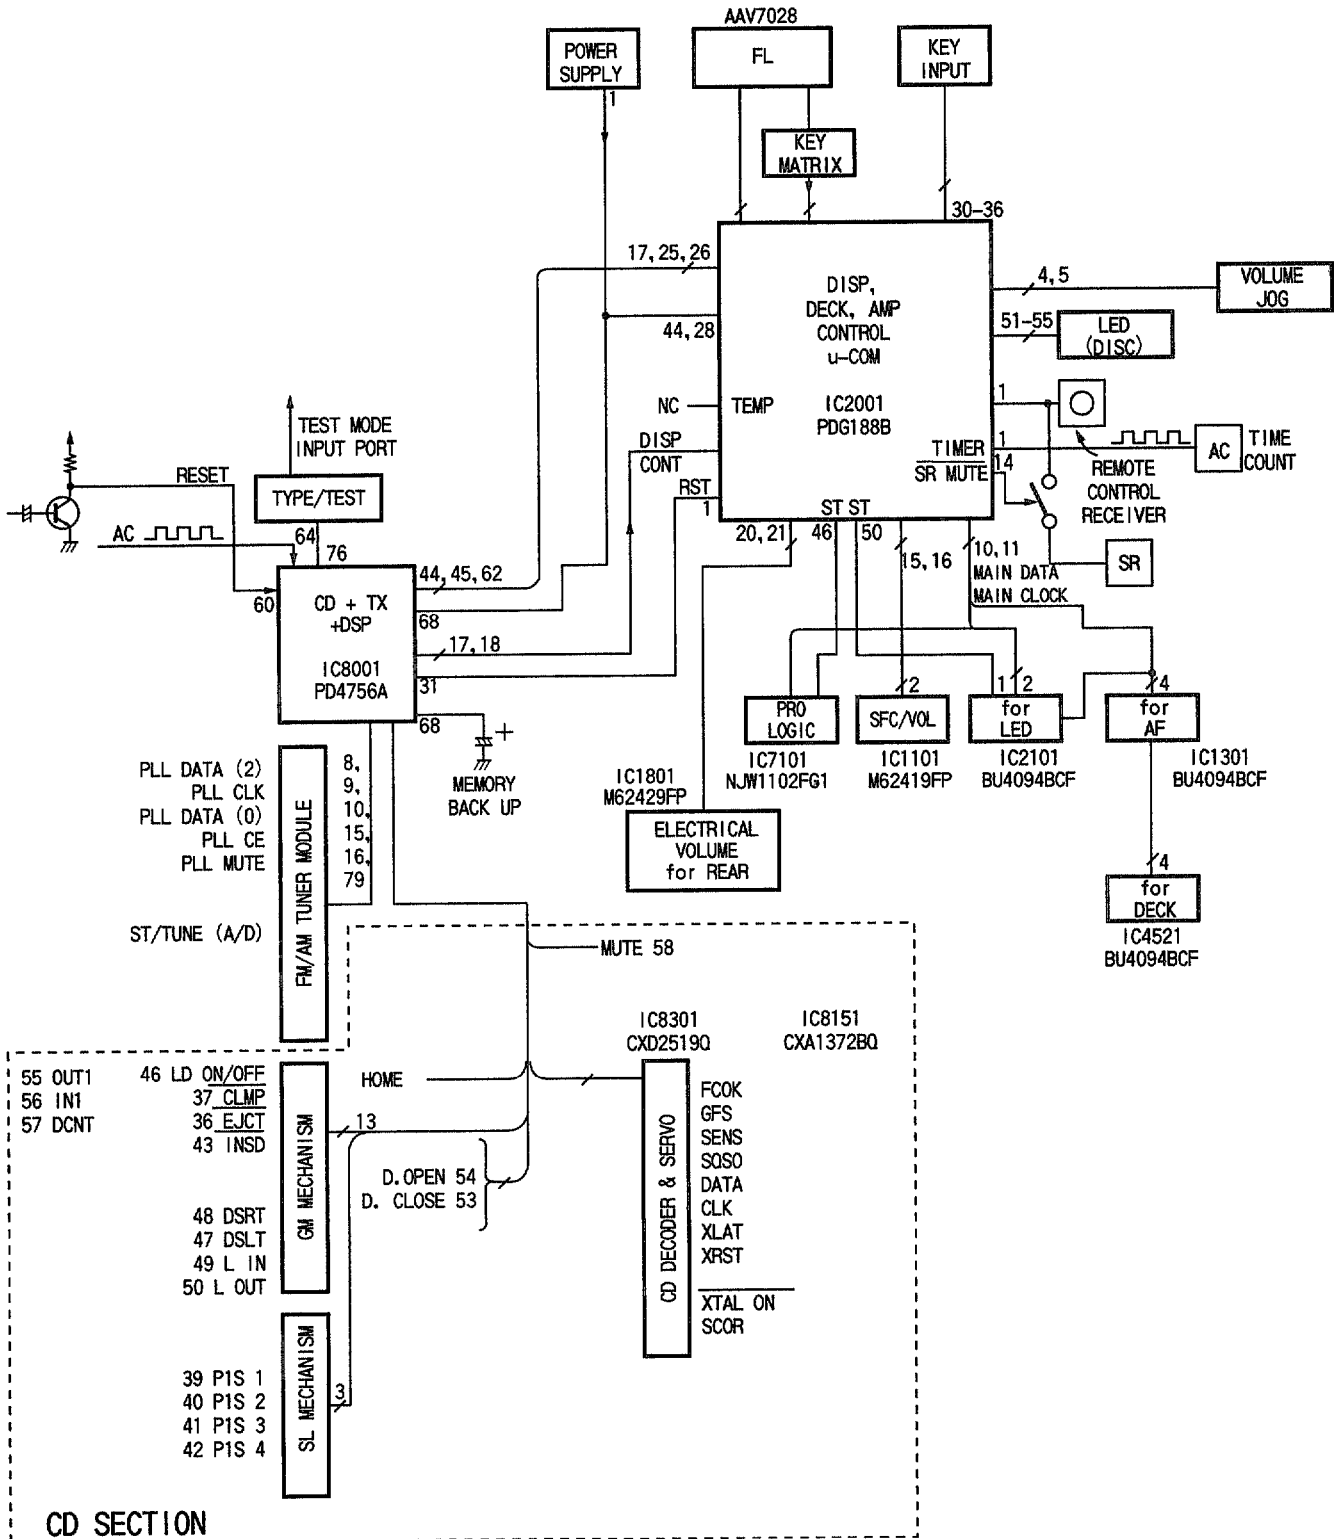 AAV7028
POWER
SUPPLY
FL
KEY
INPUT
1
KEY
MATRIX
30-36
17, 25, 26
DISP,
DECK, AMP
CONTROL
u-COM
4, 5
VOLUME
JOG
44, 28
51-55
LED
(DISC)
NC
TEMP
IC2001
PDG188B
1
TEST MODE
INPUT PORT
DISP
CONT
TIMER
1
AC
TIME
COUNT
SR MUTE
14
REMOTE
CONTROL
RECEIVER
RESET
TYPE/TEST
RST
1
ST ST
AC
64
76
20, 21
46
50
15, 16
10, 11
MAIN DATA
MAIN CLOCK
SR
60
CD + TX
+DSP
IC8001
PD4756A
44, 45, 62
68
17, 18
31
68
MEMORY
BACK UP
PRO
LOGIC
IC7101
NJW1102FG1
2
SFC/VOL
IC1101
M62419FP
1
2
for
LED
IC2101
BU4094BCF
4
for
AF
IC1301
BU4094BCF
IC1801
M62429FP
ELECTRICAL
VOLUME
for REAR
4
for
DECK
IC4521
BU4094BCF
PLL DATA (2)
PLL CLK
PLL DATA (0)
PLL CE
PLL MUTE
ST/TUNE (A/D)
FM/AM TUNER MODULE
8,
9,
10,
15,
16,
79
MUTE 58
IC8301
CXD2519Q
IC8151
CXA1372BQ
55 OUT1
56 IN1
57 DCNT
46 LD ON/OFF
37 CLMP
36 EJCT
43 INSD
48 DSRT
47 DSLT
49 L IN
50 L OUT
GM MECHANISM
HOME
13
D.OPEN 54
D. CLOSE 53
CD DECODER & SERVO
FCOK
GFS
SENS
SQSO
DATA
CLK
XLAT
XRST
XTAL ON
SCOR
39 P1S 1
40 P1S 2
41 P1S 3
42 P1S 4
SL MECHANISM
3
CD SECTION